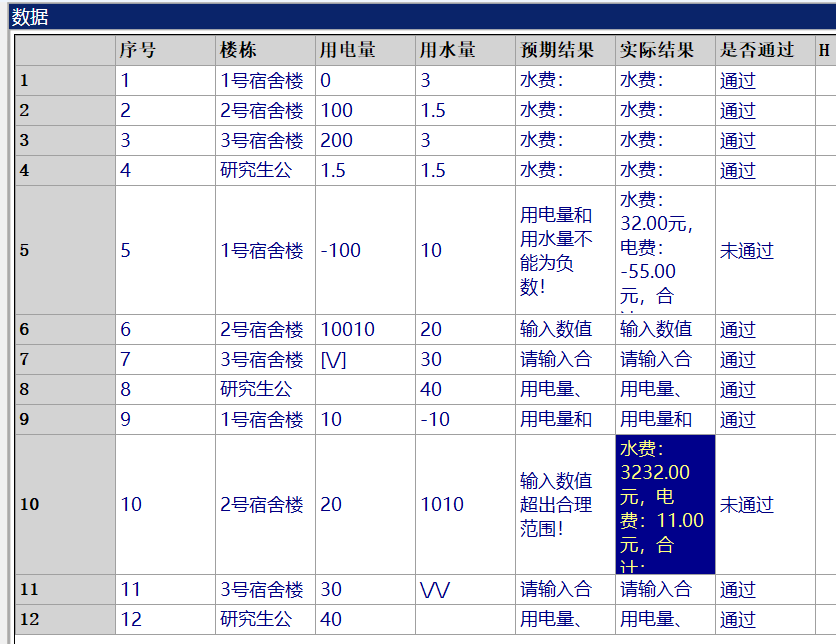 数据
序号 楼栋 用电量 用水量 预期结果 实际结果 是否通过 H
1 1 1号宿舍楼 0 3 水费： 水费： 通过
2 2 2号宿舍楼 100 1.5 水费： 水费： 通过
3 3 3号宿舍楼 200 3 水费： 水费： 通过
4 4 研究生公 1.5 1.5 水费： 水费： 通过
5 5 1号宿舍楼 -100 10
用电量和
用水量不
能为负
数！
水费：
32.00元，
电费：
-55.00
元，合
未通过
6 6 2号宿舍楼 10010 20 输入数值 输入数值 通过
7 7 3号宿舍楼 [\/] 30 请输入合 请输入合 通过
8 8 研究生公 40 用电量、 用电量、 通过
9 9 1号宿舍楼 10 -10 用电量和 用电量和 通过
10 10 2号宿舍楼 20 1010
输入数值
超出合理
范围！
水费：
3232.00
元，电
费：11.00
元，合
计：
未通过
11 11 3号宿舍楼 30 \/\/ 请输入合 请输入合 通过
12 12 研究生公 40 用电量、 用电量、 通过